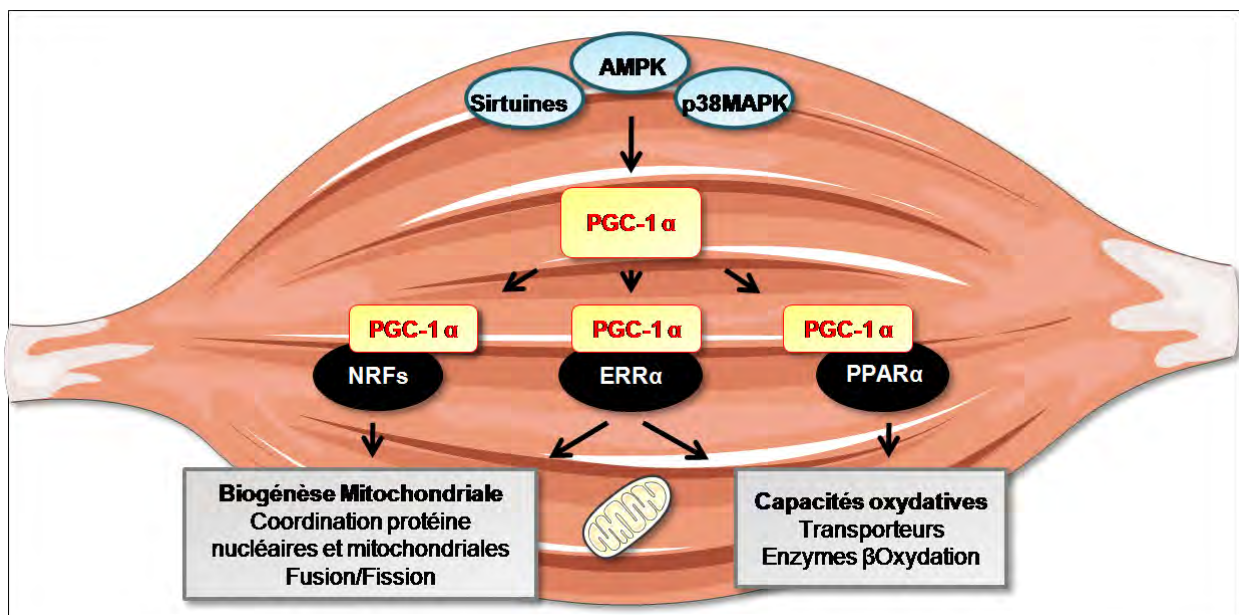 AMPK
Sirtuines
p38MAPK
PGC-1 α
PGC-1 α
PGC-1 α
PGC-1 α
NRFs
ERRα
PPARα
Biogénèse Mitochondriale
Coordination protéine
nucléaires et mitochondriales
Fusion/Fission
Capacités oxydatives
Transporteurs
Enzymes βOxydation